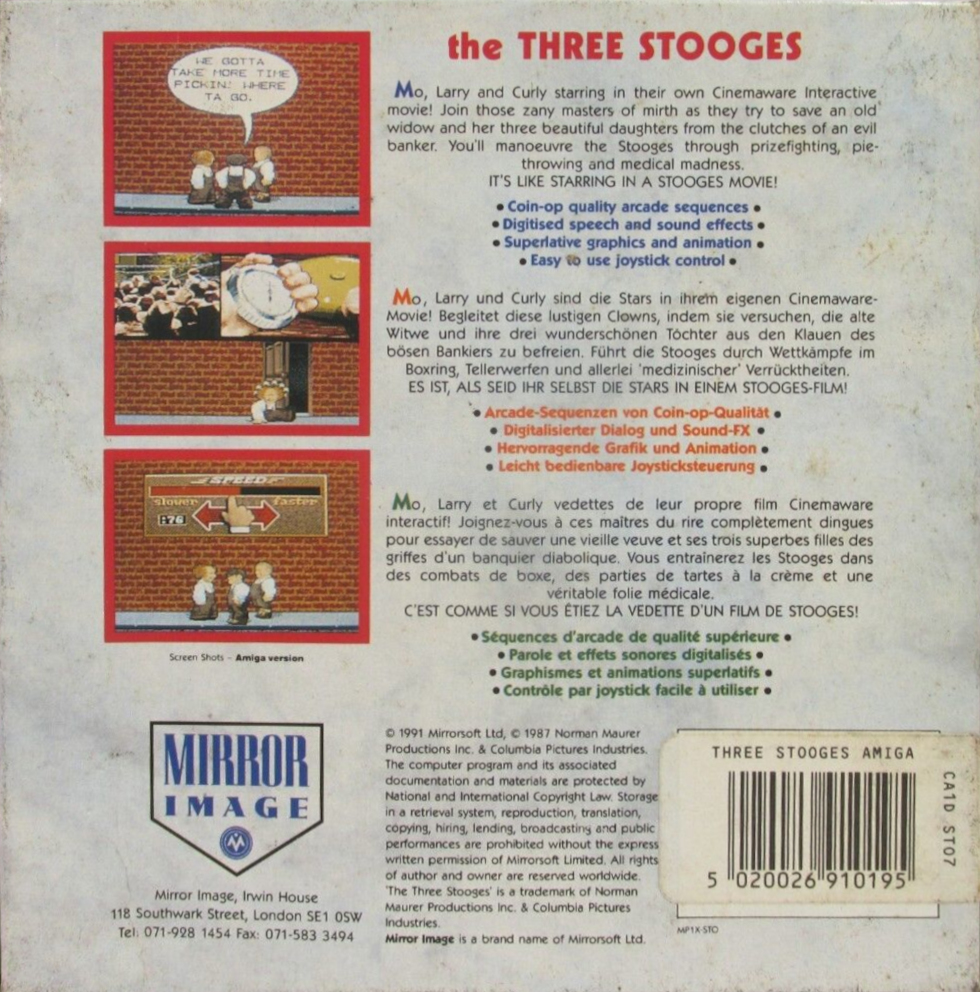 the THREE STOOGES
WE GOTTA
TAKE MORE TIME
PICKIN' WHERE
TA GO.
SPEED
slower
faster
:76
Screen Shots - Amiga version
Mo, Larry and Curly starring in their own Cinemaware Interactive
movie! Join those zany masters of mirth as they try to save an old
widow and her three beautiful daughters from the clutches of an evil
banker. You'll manoeuvre the Stooges through prizefighting, pie-
throwing and medical madness.
IT'S LIKE STARRING IN A STOOGES MOVIE!
• Coin-op quality arcade sequences •
• Digitised speech and sound effects •
• Superlative graphics and animation •
• Easy to use joystick control •
Mo, Larry und Curly sind die Stars in ihrem eigenen Cinemaware-
Movie! Begleitet diese lustigen Clowns, indem sie versuchen, die alte
Witwe und ihre drei wunderschönen Töchter aus den Klauen des
bösen Bankiers zu befreien. Führt die Stooges durch Wettkämpfe im
Boxring, Tellerwerfen und allerlei 'medizinischer' Verrücktheiten.
ES IST, ALS SEID IHR SELBST DIE STARS IN EINEM STOOGES-FILM!
• Arcade-Sequenzen von Coin-op-Qualität •
• Digitalisierter Dialog und Sound-FX •
• Hervorragende Grafik und Animation •
• Leicht bedienbare Joysticksteuerung •
Mo, Larry et Curly vedettes de leur propre film Cinemaware
interactif! Joignez-vous à ces maîtres du rire complètement dingues
pour essayer de sauver une vieille veuve et ses trois superbes filles des
griffes d'un banquier diabolique. Vous entraînerez les Stooges dans
des combats de boxe, des parties de tartes à la crème et une
véritable folie médicale.
C'EST COMME SI VOUS ÉTIEZ LA VEDETTE D'UN FILM DE STOOGES!
• Séquences d'arcade de qualité supérieure •
• Parole et effets sonores digitalisés •
• Graphismes et animations superlatifs •
• Contrôle par joystick facile à utiliser •
MIRROR
IMAGE
Mirror Image, Irwin House
118 Southwark Street, London SE1 0SW
Tel: 071-928 1454 Fax: 071-583 3494
© 1991 Mirrorsoft Ltd, © 1987 Norman Maurer
Productions Inc. & Columbia Pictures Industries.
The computer program and its associated
documentation and materials are protected by
National and International Copyright Law. Storage
in a retrieval system, reproduction, translation,
copying, hiring, lending, broadcasting and public
performances are prohibited without the express
written permission of Mirrorsoft Limited. All rights
of author and owner are reserved worldwide.
'The Three Stooges' is a trademark of Norman
Maurer Productions Inc. & Columbia Pictures
Industries.
Mirror Image is a brand name of Mirrorsoft Ltd.
THREE STOOGES AMIGA
CA1D ST07
5 020026 910195
MP1X-STO